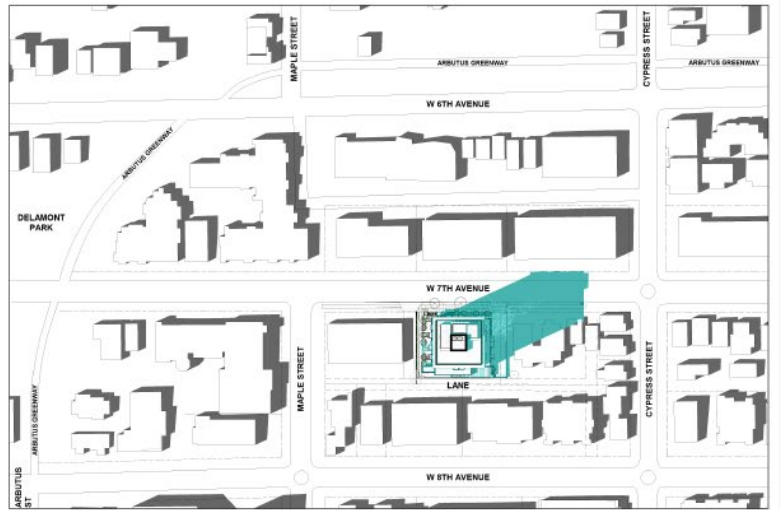 MAPLE STREET
CYPRESS STREET
ARBUTUS GREENWAY
ARBUTUS GREENWAY
W 6TH AVENUE
ARBUTUS GREENWAY
DELAMONT
PARK
W 7TH AVENUE
MAPLE STREET
LANE
CYPRESS STREET
ARBUTUS GREENWAY
W 8TH AVENUE
ARBUTUS
ST